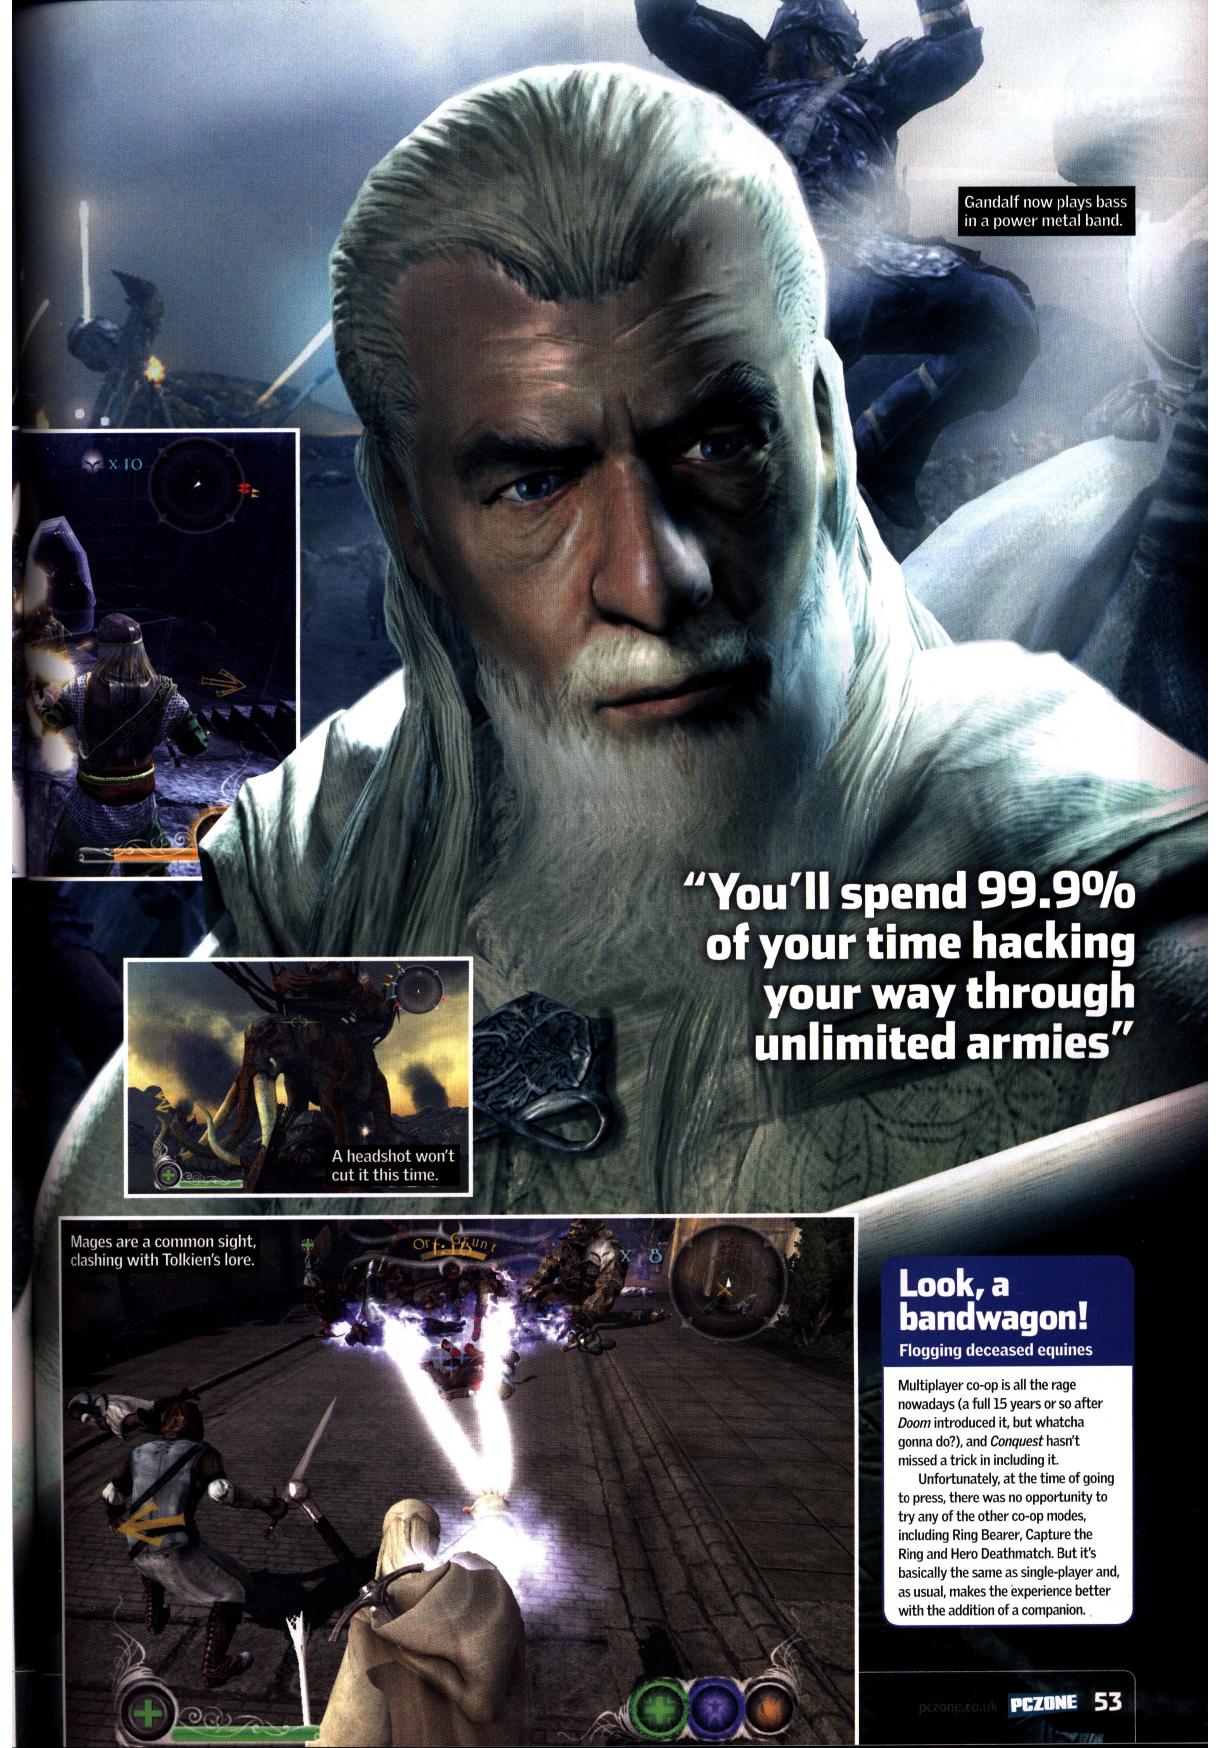 Gandalf now plays bass
in a power metal band.
x 10
“You’ll spend 99.9%
of your time hacking
your way through
unlimited armies”
A headshot won’t
cut it this time.
Mages are a common sight,
clashing with Tolkien’s lore.
x 8
Look, a
bandwagon!
Flogging deceased equines
Multiplayer co-op is all the rage
nowadays (a full 15 years or so after
Doom introduced it, but whatcha
gonna do?), and Conquest hasn’t
missed a trick in including it.
Unfortunately, at the time of going
to press, there was no opportunity to
try any of the other co-op modes,
including Ring Bearer, Capture the
Ring and Hero Deathmatch. But it’s
basically the same as single-player and,
as usual, makes the experience better
with the addition of a companion.
pczone.co.uk PCZONE 53